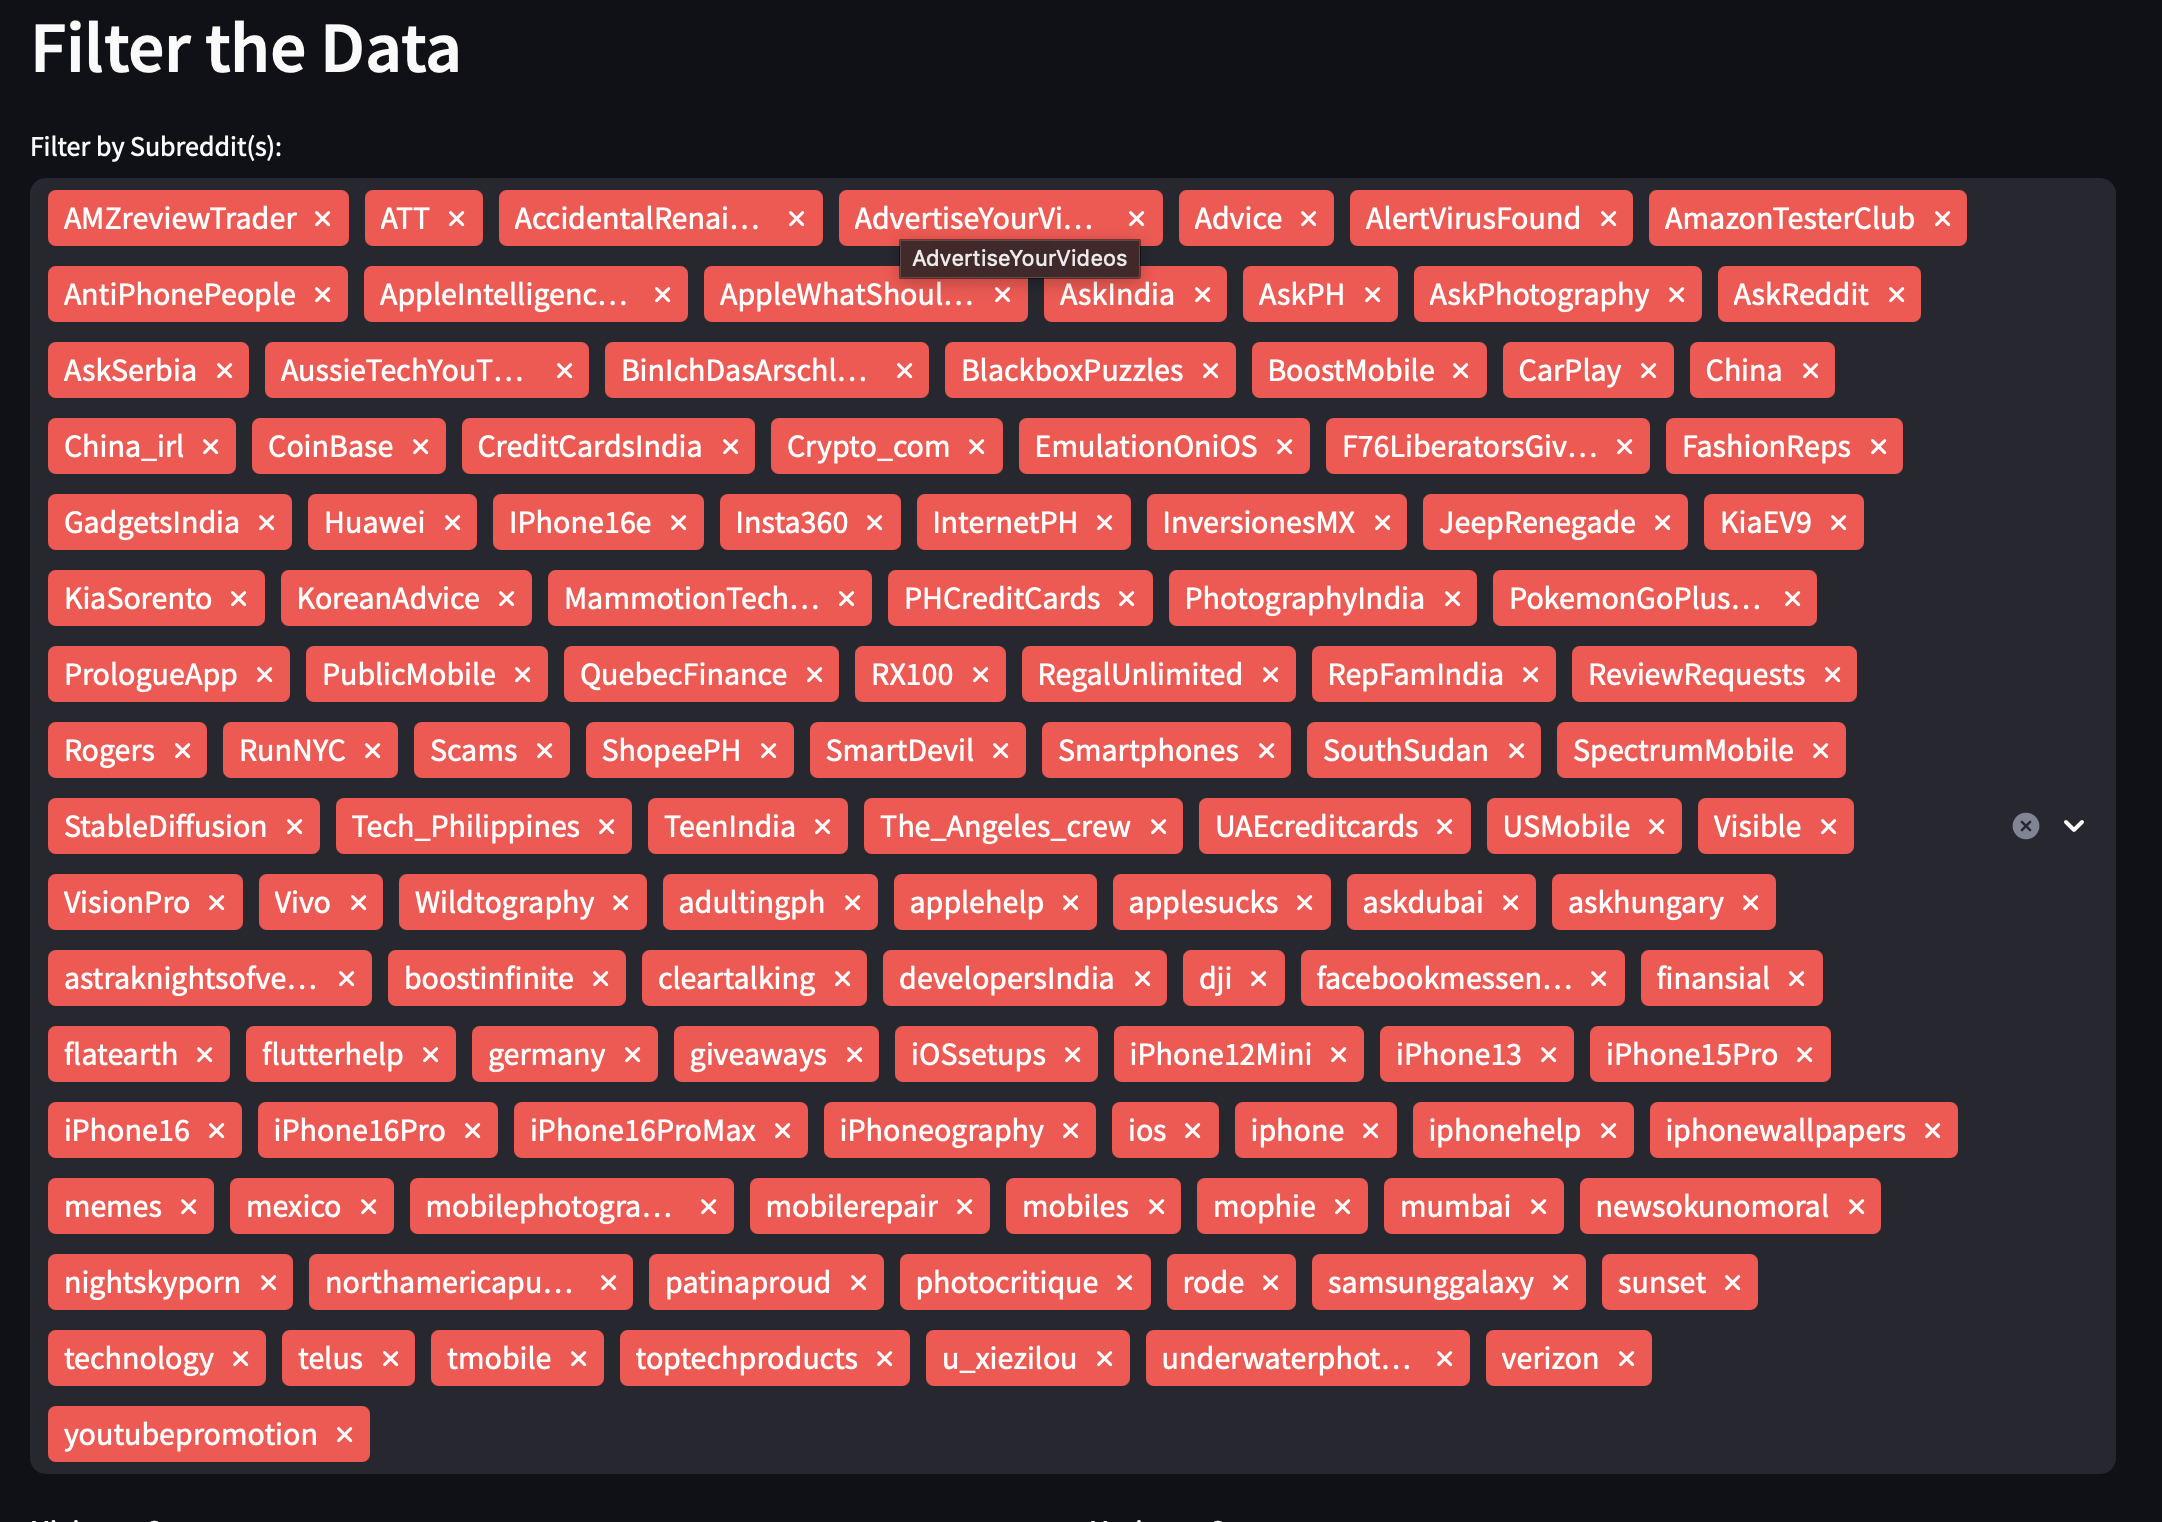 Filter the Data
Filter by Subreddit(s):
AMZreviewTrader × ATT × AccidentalRenai... × AdvertiseYourVi... × Advice × AlertVirusFound × AmazonTesterClub ×
AdvertiseYourVideos
AntiPhonePeople × AppleIntelligenc... × AppleWhatShoul... × AskIndia × AskPH × AskPhotography × AskReddit ×
AskSerbia × AussieTechYouT... × BinIchDasArschl... × BlackboxPuzzles × BoostMobile × CarPlay × China ×
China_irl × CoinBase × CreditCardsIndia × Crypto_com × EmulationOniOS × F76LiberatorsGiv... × FashionReps ×
GadgetsIndia × Huawei × IPhone16e × Insta360 × InternetPH × InversionesMX × JeepRenegade × KiaEV9 ×
KiaSorento × KoreanAdvice × MammotionTech... × PHCreditCards × PhotographyIndia × PokemonGoPlus... ×
PrologueApp × PublicMobile × QuebecFinance × RX100 × RegalUnlimited × RepFamIndia × ReviewRequests ×
Rogers × RunNYC × Scams × ShopeePH × SmartDevil × Smartphones × SouthSudan × SpectrumMobile ×
StableDiffusion × Tech_Philippines × TeenIndia × The_Angeles_crew × UAEcreditcards × USMobile × Visible ×
VisionPro × Vivo × Wildtography × adultingph × applehelp × applesucks × askdubai × askhungary ×
astraknightsofve... × boostinfinite × cleartalking × developersIndia × dji × facebookmessen... × finansial ×
flatearth × flutterhelp × germany × giveaways × iOSsetups × iPhone12Mini × iPhone13 × iPhone15Pro ×
iPhone16 × iPhone16Pro × iPhone16ProMax × iPhoneography × ios × iphone × iphonehelp × iphonewallpapers ×
memes × mexico × mobilephotogra... × mobilerepair × mobiles × mophie × mumbai × newsokunomoral ×
nightskyporn × northamericapu... × patinaproud × photocritique × rode × samsunggalaxy × sunset ×
technology × telus × tmobile × toptechproducts × u_xiezilou × underwaterphot... × verizon ×
youtubepromotion ×